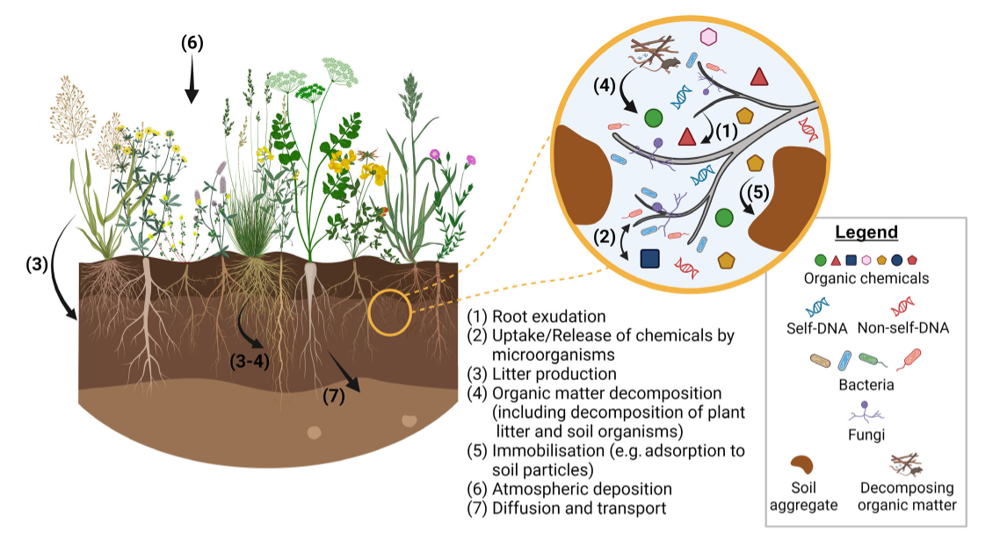 (6)
(3)
(3-4)
(7)
(4)
(1)
(5)
(2)
(1) Root exudation
(2) Uptake/Release of chemicals by
microorganisms
(3) Litter production
(4) Organic matter decomposition
(including decomposition of plant
litter and soil organisms)
(5) Immobilisation (e.g. adsorption to
soil particles)
(6) Atmospheric deposition
(7) Diffusion and transport
Legend
Organic chemicals
Self-DNA Non-self-DNA
Bacteria
Fungi
Soil
aggregate
Decomposing
organic matter